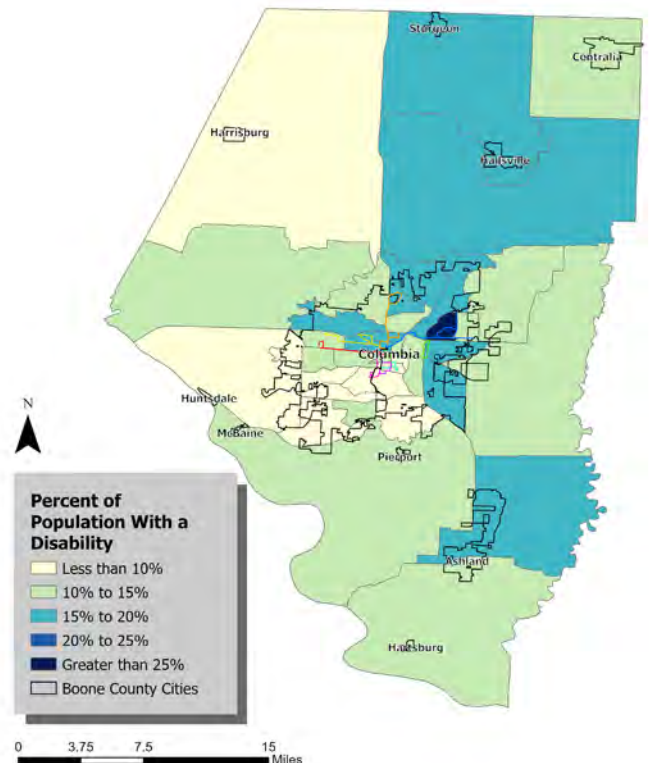 Sturgeon
Centralia
Harrisburg
Hallsville
Columbia
Huntsdale
McBaine
Pierport
N
Percent of
Population With a
Disability
Less than 10%
10% to 15%
15% to 20%
20% to 25%
Greater than 25%
Boone County Cities
Ashland
Hartsburg
0 3.75 7.5 15
Miles